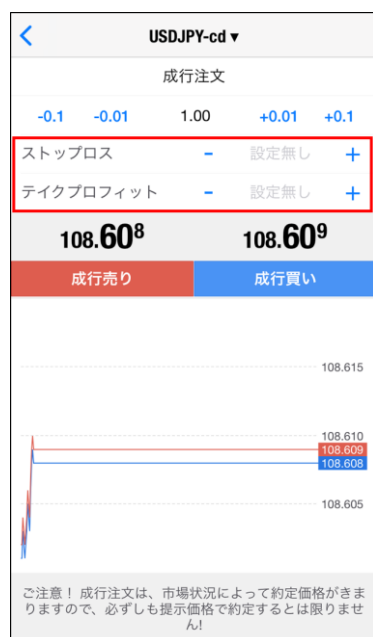 USDJPY-cd ▾
成行注文
-0.1 -0.01 1.00 +0.01 +0.1
ストップロス - 設定無し +
テイクプロフィット - 設定無し +
108.608 108.609
成行売り 成行買い
108.615
108.610
108.609
108.608
108.605
ご注意！ 成行注文は、市場状況によって約定価格がきま
りますので、必ずしも提示価格で約定するとは限りませ
ん!